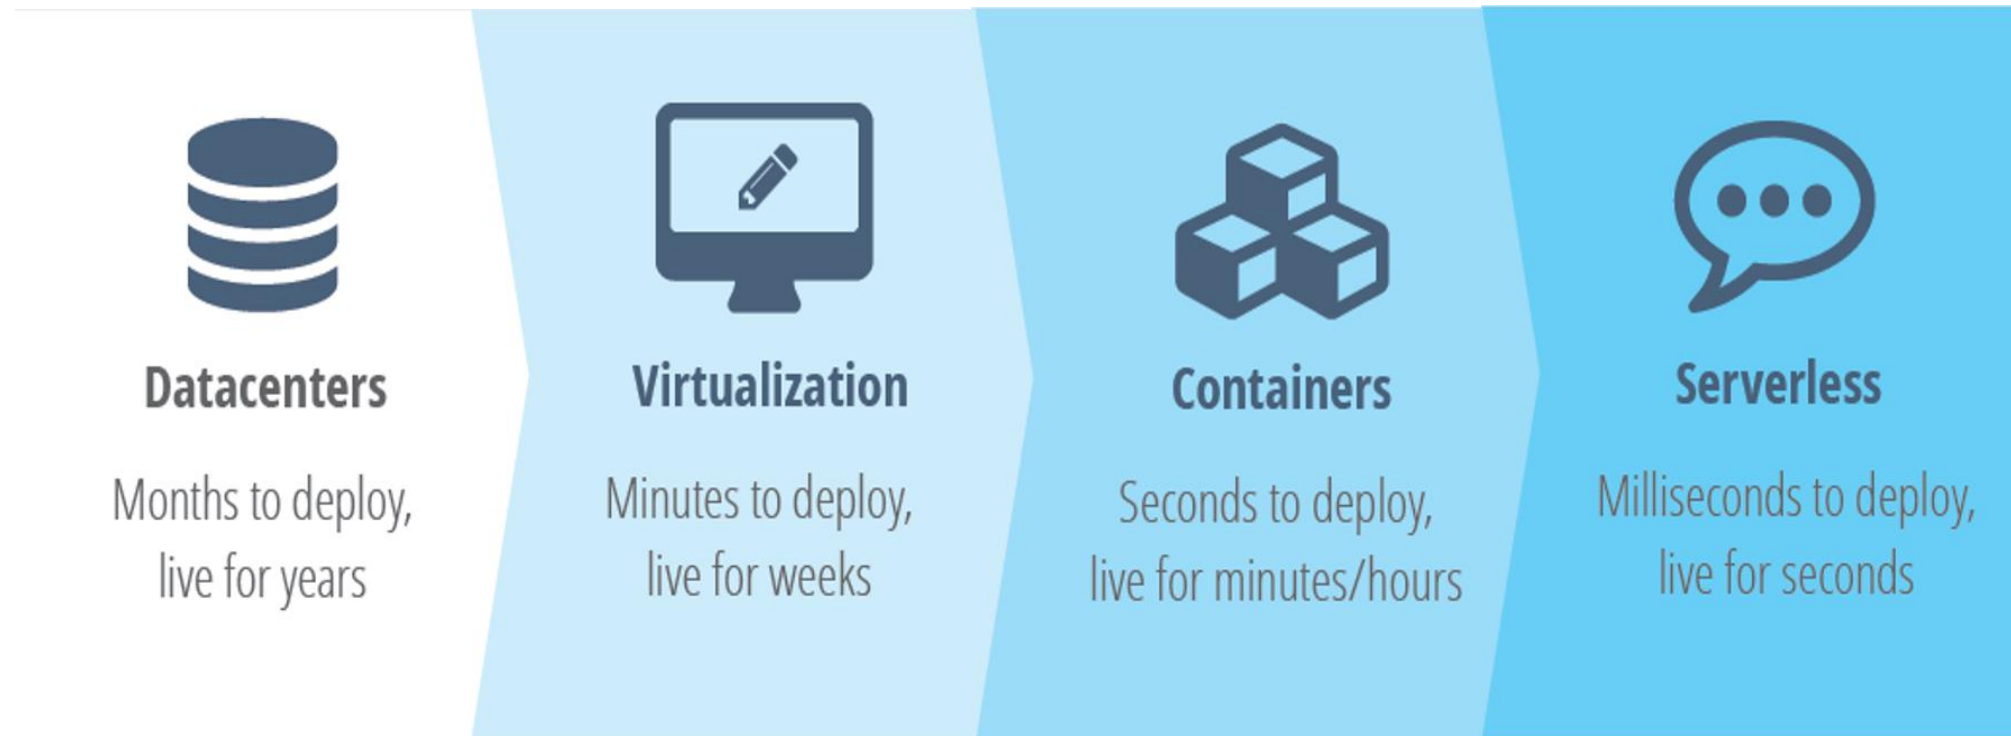 Datacenters
Months to deploy,
live for years
Virtualization
Minutes to deploy,
live for weeks
Containers
Seconds to deploy,
live for minutes/hours
Serverless
Milliseconds to deploy,
live for seconds